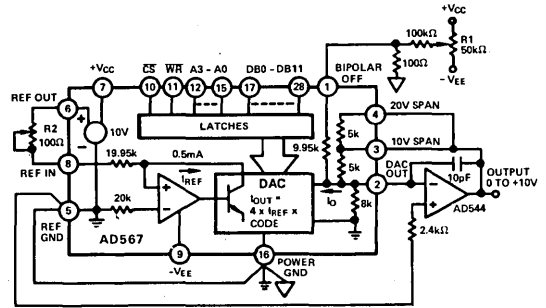 +VCC
100kΩ
R1
50kΩ
100Ω
-VEE
+VCC
CS WR A3 - A0 DB0 - DB11 BIPOLAR
OFF
7 10 11 12 15 17 28 1
REF OUT
6
10V
R2
100Ω
LATCHES
4 20V SPAN
5k
9.95k
3 10V SPAN
8 19.95k 0.5mA
REF IN
IREF
DAC
5k
DAC
OUT
2
10pF
OUTPUT
0 TO +10V
IOUT =
4 x IREF x
CODE
IO
8k
AD544
5 20k
REF
GND
AD567
2.4kΩ
9
-VEE
16 POWER
GND